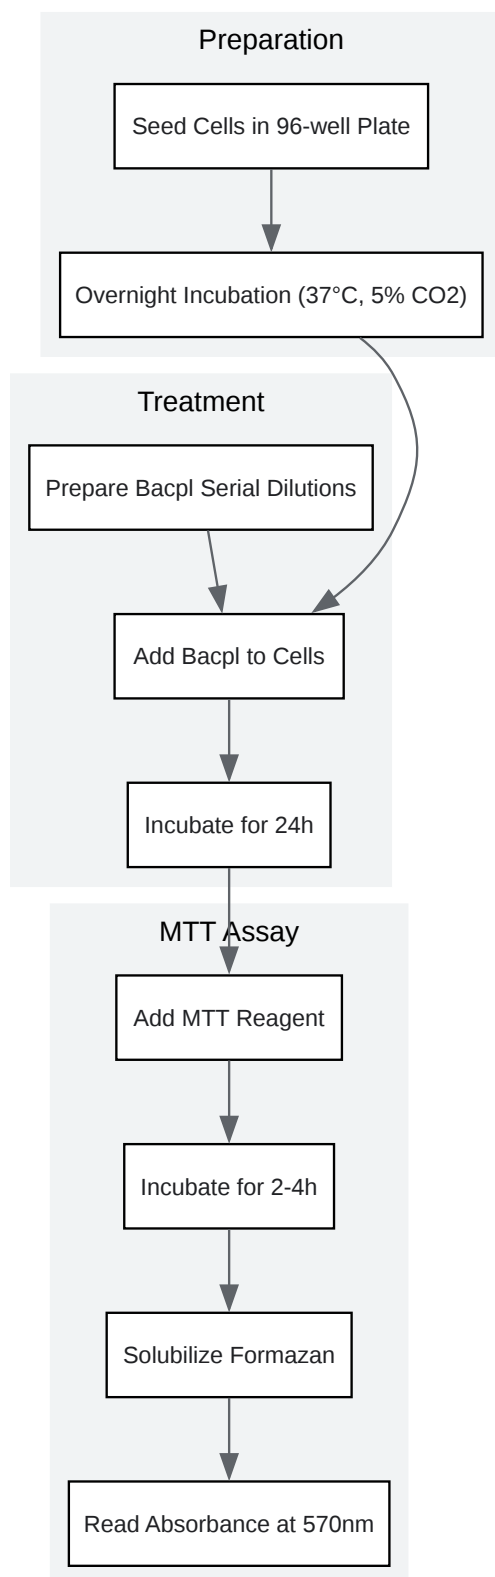 Preparation
Seed Cells in 96-well Plate
Overnight Incubation (37°C, 5% CO2)
Treatment
Prepare Bacpl Serial Dilutions
Add Bacpl to Cells
Incubate for 24h
MTT Assay
Add MTT Reagent
Incubate for 2-4h
Solubilize Formazan
Read Absorbance at 570nm